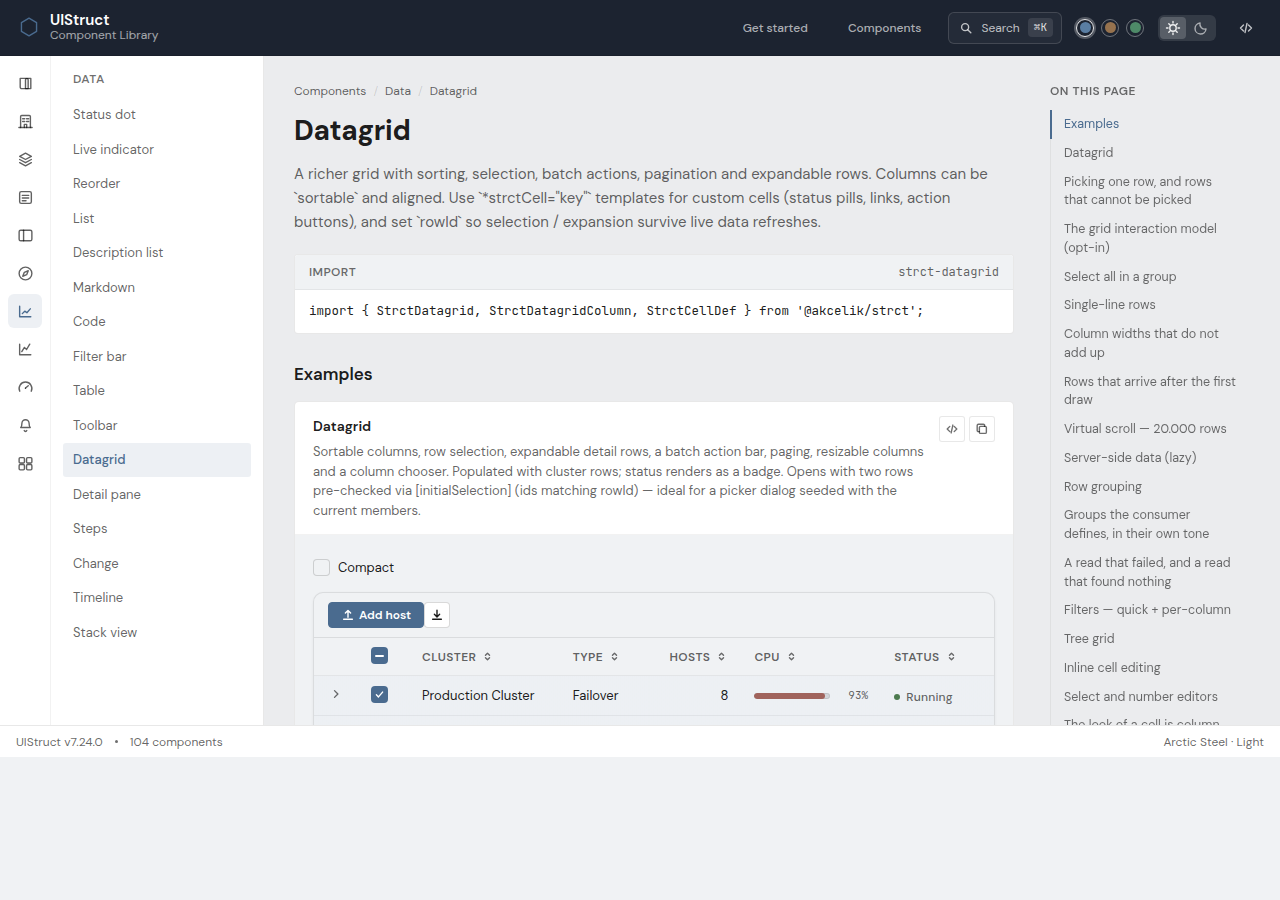 UIStruct
Component Library
Get started
Components
Search ⌘K
DATA
Status dot
Live indicator
Reorder
List
Description list
Markdown
Code
Filter bar
Table
Toolbar
Datagrid
Detail pane
Steps
Change
Timeline
Stack view
Components / Data / Datagrid
Datagrid
A richer grid with sorting, selection, batch actions, pagination and expandable rows. Columns can be
`sortable` and aligned. Use `*strctCell="key"` templates for custom cells (status pills, links, action
buttons), and set `rowId` so selection / expansion survive live data refreshes.
IMPORT strct-datagrid
import { StrctDatagrid, StrctDatagridColumn, StrctCellDef } from '@akcelik/strct';
Examples
Datagrid
Sortable columns, row selection, expandable detail rows, a batch action bar, paging, resizable columns
and a column chooser. Populated with cluster rows; status renders as a badge. Opens with two rows
pre-checked via [initialSelection] (ids matching rowId) — ideal for a picker dialog seeded with the
current members.
Compact
Add host
CLUSTER TYPE HOSTS CPU STATUS
Production Cluster Failover 8 93% Running
ON THIS PAGE
Examples
Datagrid
Picking one row, and rows
that cannot be picked
The grid interaction model
(opt-in)
Select all in a group
Single-line rows
Column widths that do not
add up
Rows that arrive after the first
draw
Virtual scroll — 20.000 rows
Server-side data (lazy)
Row grouping
Groups the consumer
defines, in their own tone
A read that failed, and a read
that found nothing
Filters — quick + per-column
Tree grid
Inline cell editing
Select and number editors
The look of a cell is column
UIStruct v7.24.0 • 104 components
Arctic Steel · Light